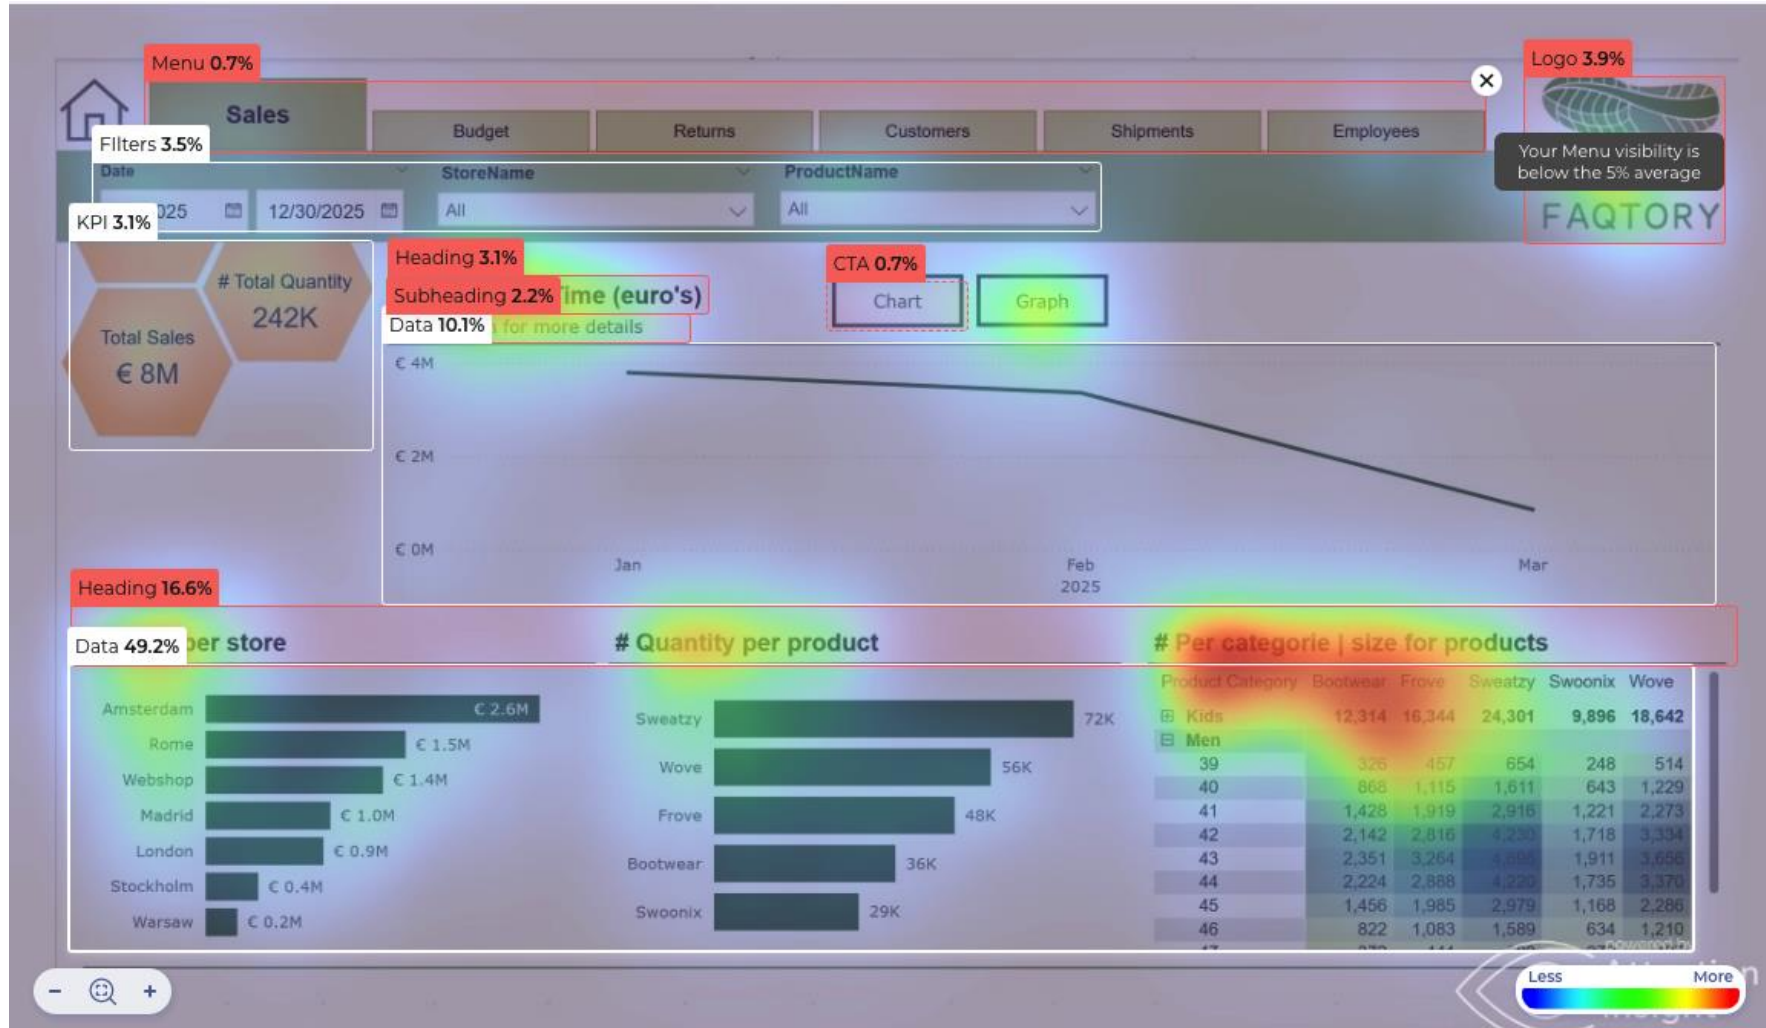 Menu 0.7%
Logo 3.9%
Sales
Budget
Returns
Customers
Shipments
Employees
FIlters 3.5%
Your Menu visibility is
below the 5% average
Date
StoreName
ProductName
025
12/30/2025
All
All
FAQTORY
KPI 3.1%
Heading 3.1%
CTA 0.7%
# Total Quantity
242K
Subheading 2.2%
Time (euro's)
Chart
Graph
Data 10.1%
for more details
Total Sales
€ 8M
€ 4M
€ 2M
€ 0M
Jan
Feb
Mar
2025
Heading 16.6%
Data 49.2%
per store
# Quantity per product
# Per categorie | size for products
Amsterdam € 2.6M
Rome € 1.5M
Webshop € 1.4M
Madrid € 1.0M
London € 0.9M
Stockholm € 0.4M
Warsaw € 0.2M
Sweatzy 72K
Wove 56K
Frove 48K
Bootwear 36K
Swoonix 29K
Product Category Bootwear Frove Sweatzy Swoonix Wove
Kids 12,314 16,344 24,301 9,896 18,642
Men
39 326 457 654 248 514
40 868 1,115 1,611 643 1,229
41 1,428 1,919 2,916 1,221 2,273
42 2,142 2,816 4,230 1,718 3,334
43 2,351 3,264 1,911 3,656
44 2,224 2,888 4,220 1,735 3,370
45 1,456 1,985 2,979 1,168 2,286
46 822 1,083 1,589 634 1,210
powered by
Less
More